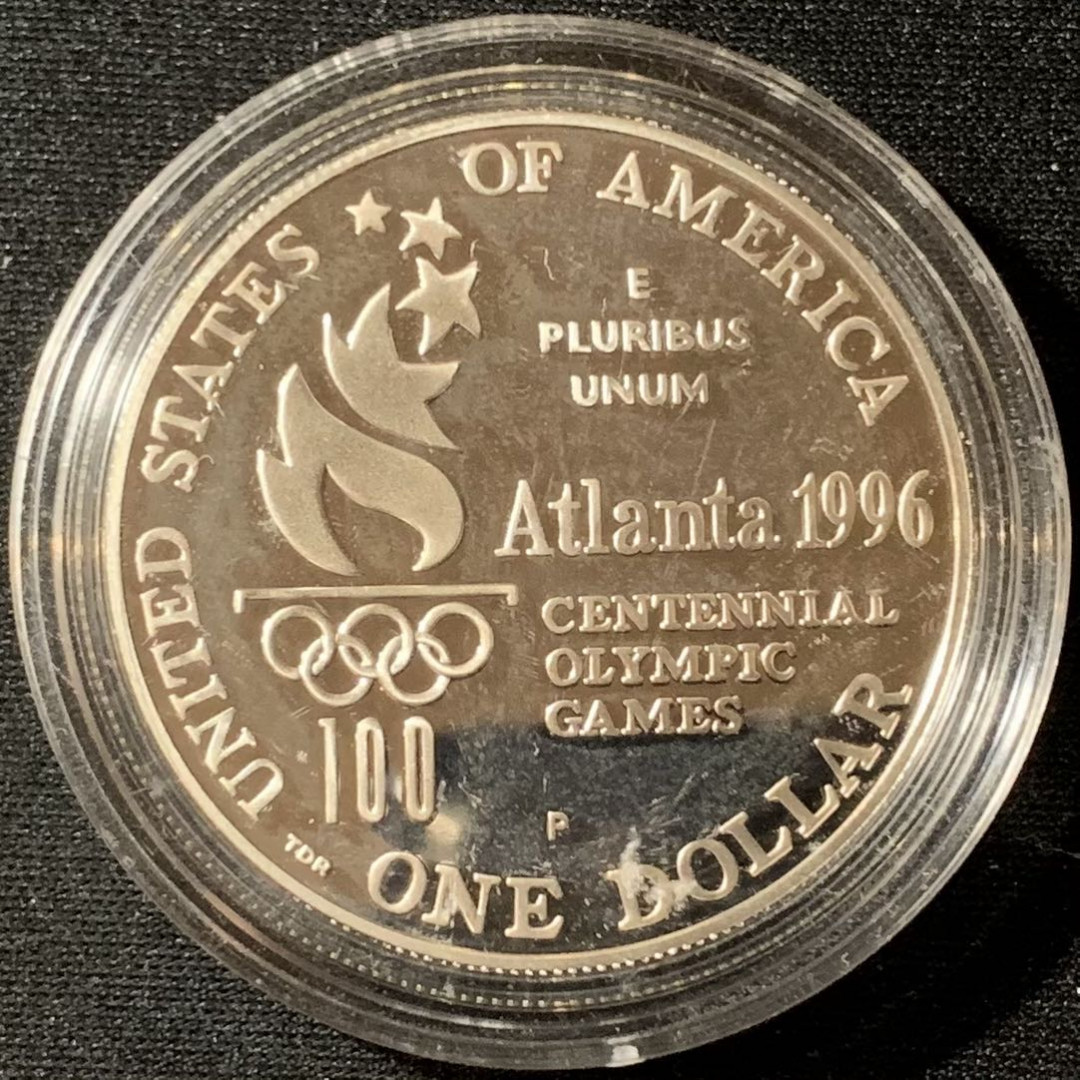 UNITED STATES OF AMERICA
E
PLURIBUS
UNUM
Atlanta 1996
CENTENNIAL
OLYMPIC
GAMES
100
P
TDR
ONE DOLLAR